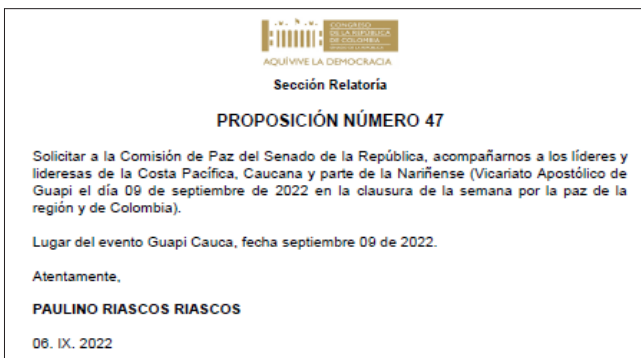 CONGRESO
DE LA REPÚBLICA
DE COLOMBIA
AQUÍ VIVE LA DEMOCRACIA
Sección Relatoría
PROPOSICIÓN NÚMERO 47
Solicitar a la Comisión de Paz del Senado de la República, acompañarnos a los líderes y
lideresas de la Costa Pacífica, Caucana y parte de la Nariñense (Vicariato Apostólico de
Guapi el día 09 de septiembre de 2022 en la clausura de la semana por la paz de la
región y de Colombia).
Lugar del evento Guapi Cauca, fecha septiembre 09 de 2022.
Atentamente,
PAULINO RIASCOS RIASCOS
06. IX. 2022